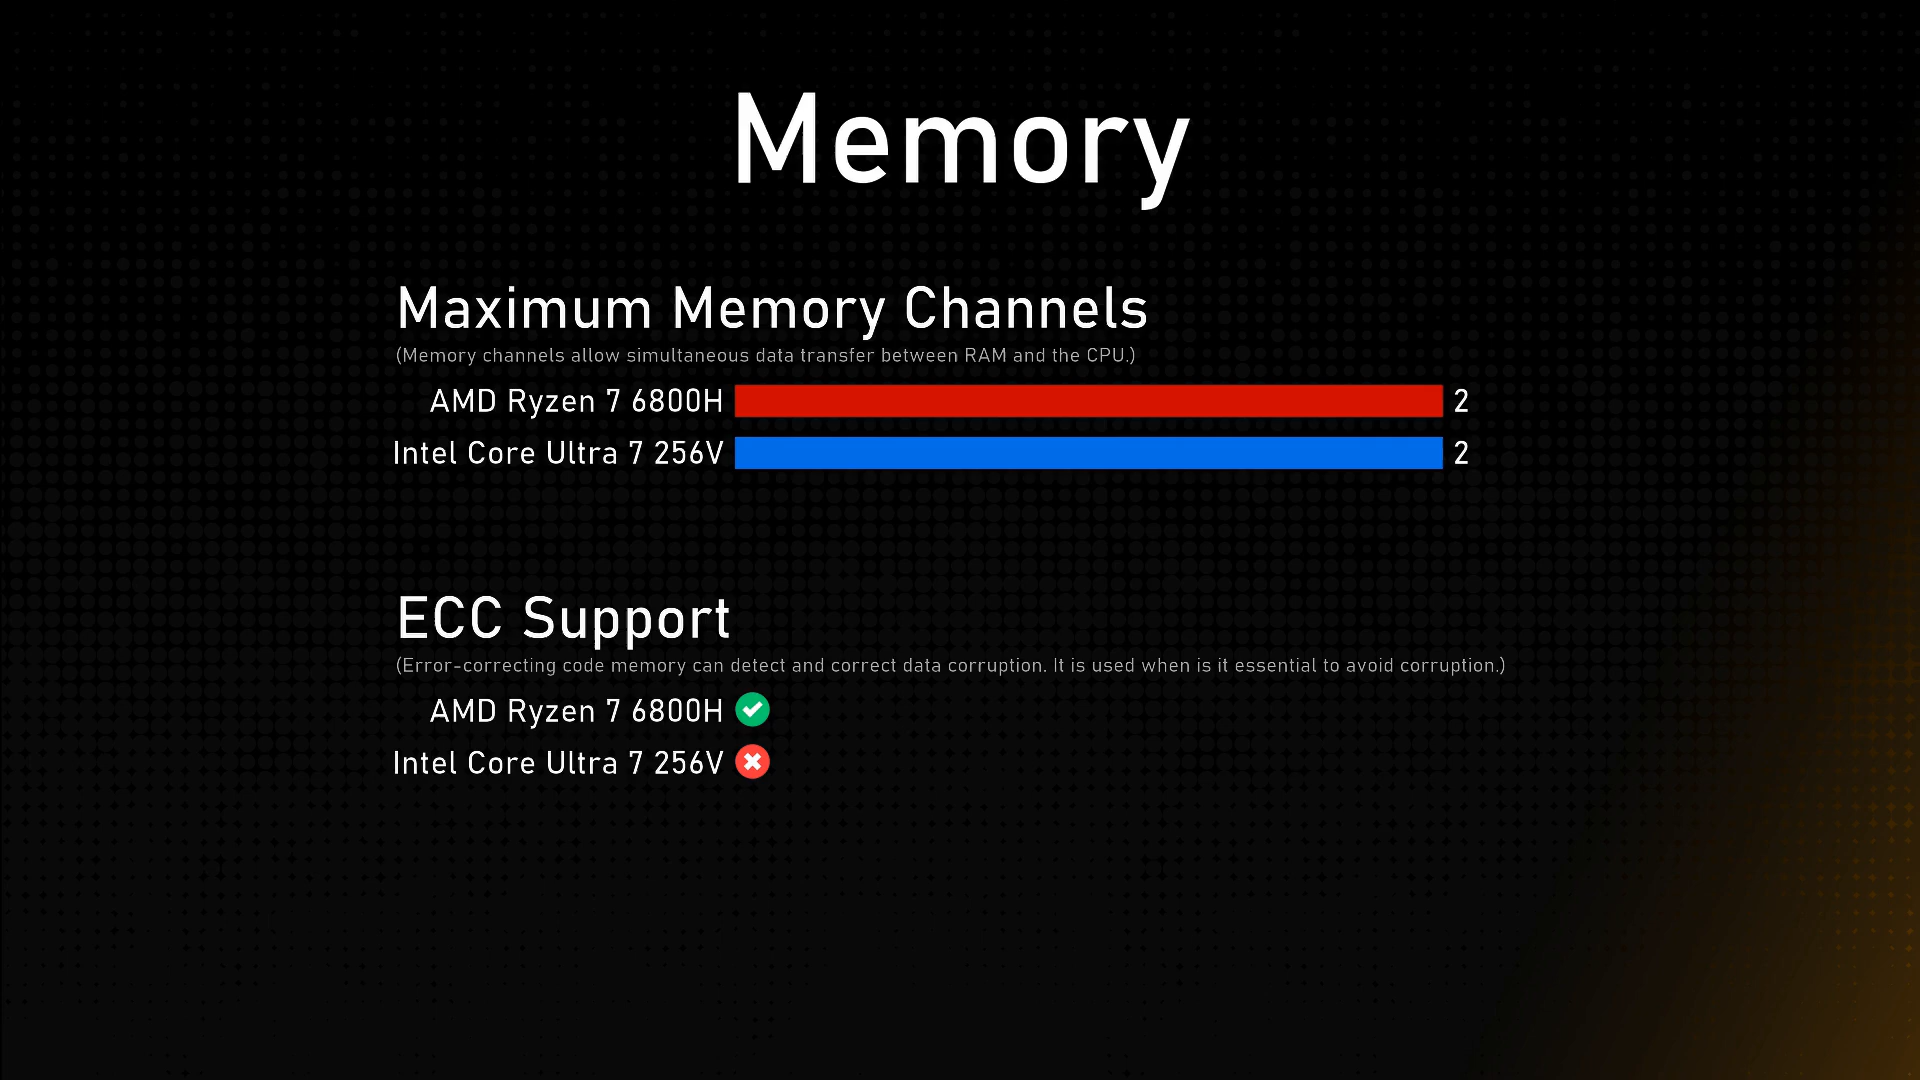 Memory
Maximum Memory Channels
(Memory channels allow simultaneous data transfer between RAM and the CPU.)
AMD Ryzen 7 6800H 2
Intel Core Ultra 7 256V 2
ECC Support
(Error-correcting code memory can detect and correct data corruption. It is used when is it essential to avoid corruption.)
AMD Ryzen 7 6800H
Intel Core Ultra 7 256V